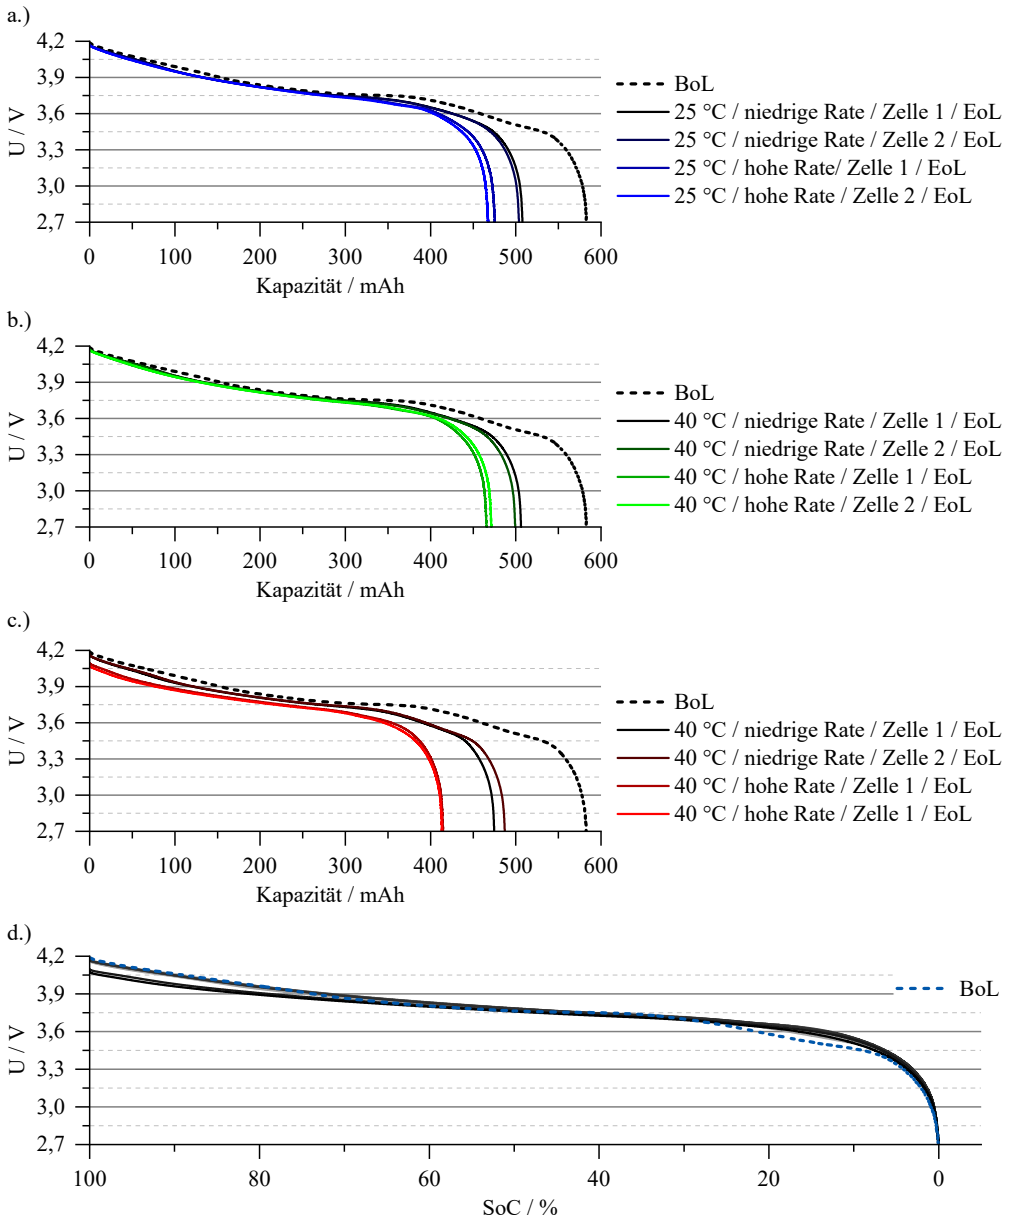 a.)
4,2
3,9
3,6
3,3
3,0
2,7
U / V
0 100 200 300 400 500 600
Kapazität / mAh
BoL
25 °C / niedrige Rate / Zelle 1 / EoL
25 °C / niedrige Rate / Zelle 2 / EoL
25 °C / hohe Rate/ Zelle 1 / EoL
25 °C / hohe Rate / Zelle 2 / EoL
b.)
4,2
3,9
3,6
3,3
3,0
2,7
U / V
0 100 200 300 400 500 600
Kapazität / mAh
BoL
40 °C / niedrige Rate / Zelle 1 / EoL
40 °C / niedrige Rate / Zelle 2 / EoL
40 °C / hohe Rate / Zelle 1 / EoL
40 °C / hohe Rate / Zelle 2 / EoL
c.)
4,2
3,9
3,6
3,3
3,0
2,7
U / V
0 100 200 300 400 500 600
Kapazität / mAh
BoL
40 °C / niedrige Rate / Zelle 1 / EoL
40 °C / niedrige Rate / Zelle 2 / EoL
40 °C / hohe Rate / Zelle 1 / EoL
40 °C / hohe Rate / Zelle 1 / EoL
d.)
4,2
3,9
3,6
3,3
3,0
2,7
U / V
100 80 60 40 20 0
SoC / %
BoL